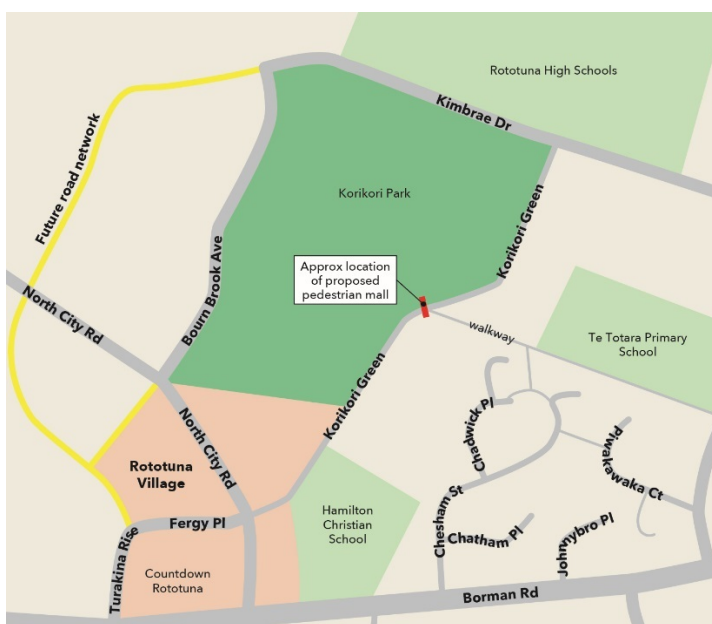 Rototuna High Schools
Kimbrae Dr
Korikori Park
Future road network
Korikori Green
Bourn Brook Ave
Approx location
of proposed
pedestrian mall
North City Rd
walkway
Te Totara Primary
School
Korikori Green
Chadwick Pl
Piwakawaka Ct
North City Rd
Rototuna
Village
Chesham St
Hamilton
Christian
School
Fergy Pl
Chatham Pl
Johnnybro Pl
Turakina Rise
Countdown
Rototuna
Borman Rd